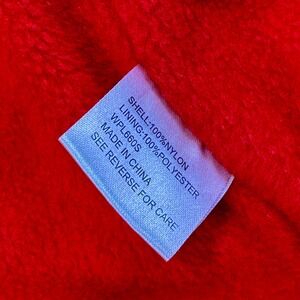 SHELL:100%NYLON
LINING:100%POLYESTER
WPL660S
MADE IN CHINA
SEE REVERSE FOR CARE